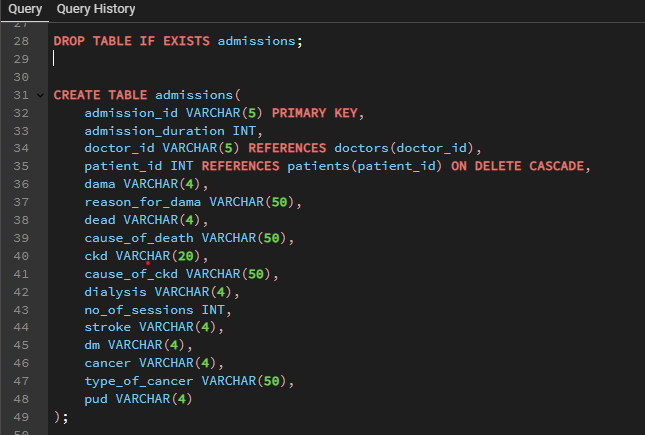 Query Query History
27
28 DROP TABLE IF EXISTS admissions;
29
30
31 CREATE TABLE admissions(
32 admission_id VARCHAR(5) PRIMARY KEY,
33 admission_duration INT,
34 doctor_id VARCHAR(5) REFERENCES doctors(doctor_id),
35 patient_id INT REFERENCES patients(patient_id) ON DELETE CASCADE,
36 dama VARCHAR(4),
37 reason_for_dama VARCHAR(50),
38 dead VARCHAR(4),
39 cause_of_death VARCHAR(50),
40 ckd VARCHAR(20),
41 cause_of_ckd VARCHAR(50),
42 dialysis VARCHAR(4),
43 no_of_sessions INT,
44 stroke VARCHAR(4),
45 dm VARCHAR(4),
46 cancer VARCHAR(4),
47 type_of_cancer VARCHAR(50),
48 pud VARCHAR(4)
49 );
50